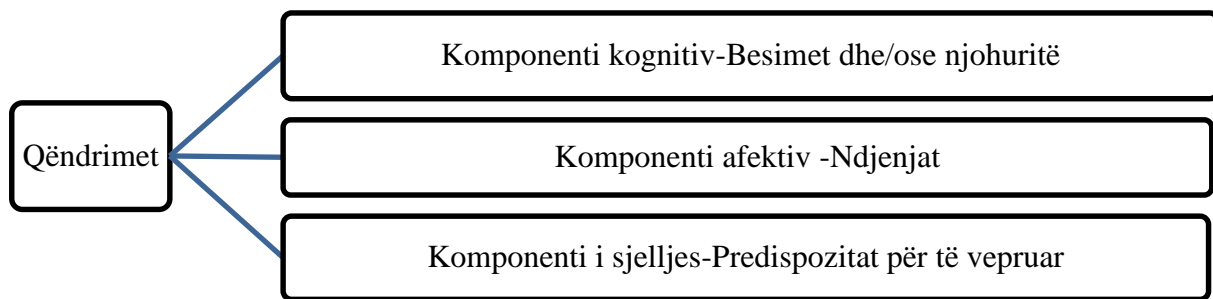 Qëndrimet
Komponenti kognitiv-Besimet dhe/ose njohuritë
Komponenti afektiv -Ndjenjat
Komponenti i sjelljes-Predispozitat për të vepruar